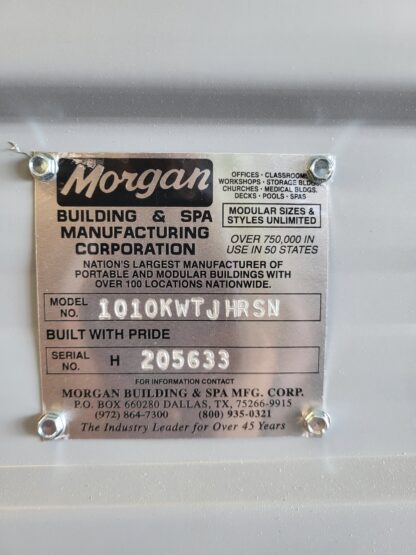 Morgan
OFFICES · CLASSROOMS
WORKSHOPS · STORAGE BLDG.
CHURCHES · MEDICAL BLDGS.
DECKS · POOLS · SPAS
BUILDING & SPA
MANUFACTURING
CORPORATION
MODULAR SIZES &
STYLES UNLIMITED
OVER 750,000 IN
USE IN 50 STATES
NATION'S LARGEST MANUFACTURER OF
PORTABLE AND MODULAR BUILDINGS WITH
OVER 100 LOCATIONS NATIONWIDE.
MODEL NO. 1010KWTJHRSN
BUILT WITH PRIDE
SERIAL NO. H 205633
FOR INFORMATION CONTACT
MORGAN BUILDING & SPA MFG. CORP.
P.O. BOX 660280 DALLAS, TX, 75266-9915
(972) 864-7300 (800) 935-0321
The Industry Leader for Over 45 Years